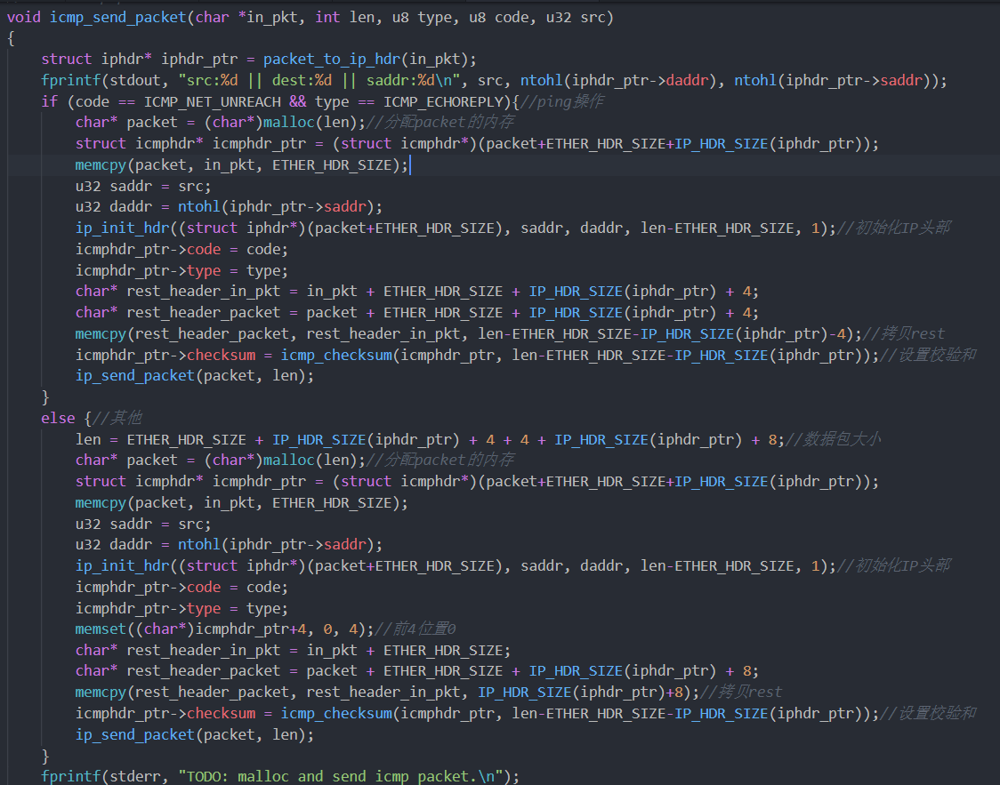 void icmp_send_packet(char *in_pkt, int len, u8 type, u8 code, u32 src)
{
    struct iphdr* iphdr_ptr = packet_to_ip_hdr(in_pkt);
    fprintf(stdout, "src:%d || dest:%d || saddr:%d\n", src, ntohl(iphdr_ptr->daddr), ntohl(iphdr_ptr->saddr));
    if (code == ICMP_NET_UNREACH && type == ICMP_ECHOREPLY){//ping操作
        char* packet = (char*)malloc(len);//分配packet的内存
        struct icmphdr* icmphdr_ptr = (struct icmphdr*)(packet+ETHER_HDR_SIZE+IP_HDR_SIZE(iphdr_ptr));
        memcpy(packet, in_pkt, ETHER_HDR_SIZE);
        u32 saddr = src;
        u32 daddr = ntohl(iphdr_ptr->saddr);
        ip_init_hdr((struct iphdr*)(packet+ETHER_HDR_SIZE), saddr, daddr, len-ETHER_HDR_SIZE, 1);//初始化IP头部
        icmphdr_ptr->code = code;
        icmphdr_ptr->type = type;
        char* rest_header_in_pkt = in_pkt + ETHER_HDR_SIZE + IP_HDR_SIZE(iphdr_ptr) + 4;
        char* rest_header_packet = packet + ETHER_HDR_SIZE + IP_HDR_SIZE(iphdr_ptr) + 4;
        memcpy(rest_header_packet, rest_header_in_pkt, len-ETHER_HDR_SIZE-IP_HDR_SIZE(iphdr_ptr)-4);//拷贝rest
        icmphdr_ptr->checksum = icmp_checksum(icmphdr_ptr, len-ETHER_HDR_SIZE-IP_HDR_SIZE(iphdr_ptr));//设置校验和
        ip_send_packet(packet, len);
    }
    else {//其他
        len = ETHER_HDR_SIZE + IP_HDR_SIZE(iphdr_ptr) + 4 + 4 + IP_HDR_SIZE(iphdr_ptr) + 8;//数据包大小
        char* packet = (char*)malloc(len);//分配packet的内存
        struct icmphdr* icmphdr_ptr = (struct icmphdr*)(packet+ETHER_HDR_SIZE+IP_HDR_SIZE(iphdr_ptr));
        memcpy(packet, in_pkt, ETHER_HDR_SIZE);
        u32 saddr = src;
        u32 daddr = ntohl(iphdr_ptr->saddr);
        ip_init_hdr((struct iphdr*)(packet+ETHER_HDR_SIZE), saddr, daddr, len-ETHER_HDR_SIZE, 1);//初始化IP头部
        icmphdr_ptr->code = code;
        icmphdr_ptr->type = type;
        memset((char*)icmphdr_ptr+4, 0, 4);//前4位置0
        char* rest_header_in_pkt = in_pkt + ETHER_HDR_SIZE;
        char* rest_header_packet = packet + ETHER_HDR_SIZE + IP_HDR_SIZE(iphdr_ptr) + 8;
        memcpy(rest_header_packet, rest_header_in_pkt, IP_HDR_SIZE(iphdr_ptr)+8);//拷贝rest
        icmphdr_ptr->checksum = icmp_checksum(icmphdr_ptr, len-ETHER_HDR_SIZE-IP_HDR_SIZE(iphdr_ptr));//设置校验和
        ip_send_packet(packet, len);
    }
    fprintf(stderr, "TODO: malloc and send icmp packet.\n");